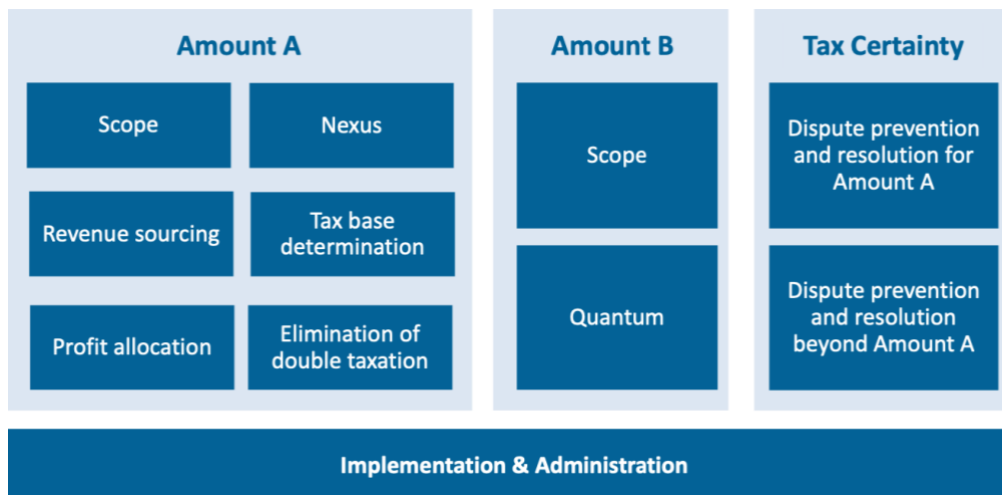 Amount A
Scope
Nexus
Revenue sourcing
Tax base
determination
Profit allocation
Elimination of
double taxation
Amount B
Scope
Quantum
Tax Certainty
Dispute prevention
and resolution for
Amount A
Dispute prevention
and resolution
beyond Amount A
Implementation & Administration